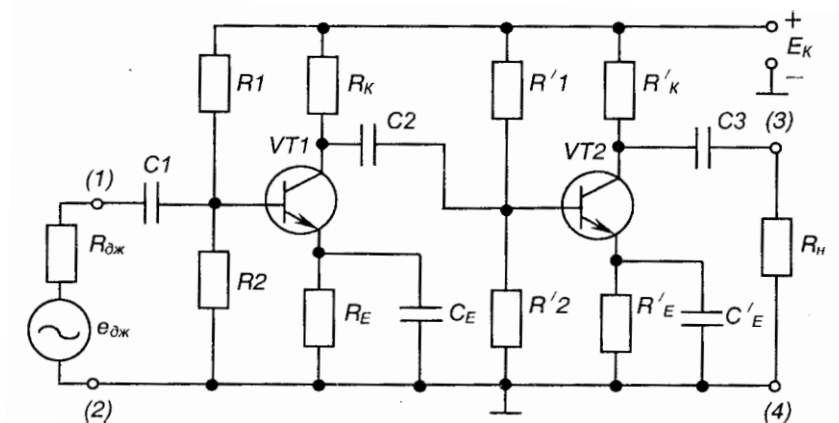 +
E_K
−
R1
R_K
R′1
R′_K
C2
C3
(3)
VT1
VT2
C1
(1)
R_дж
R_н
R2
R_E
C_E
R′2
R′_E
C′_E
e_дж
(2)
(4)